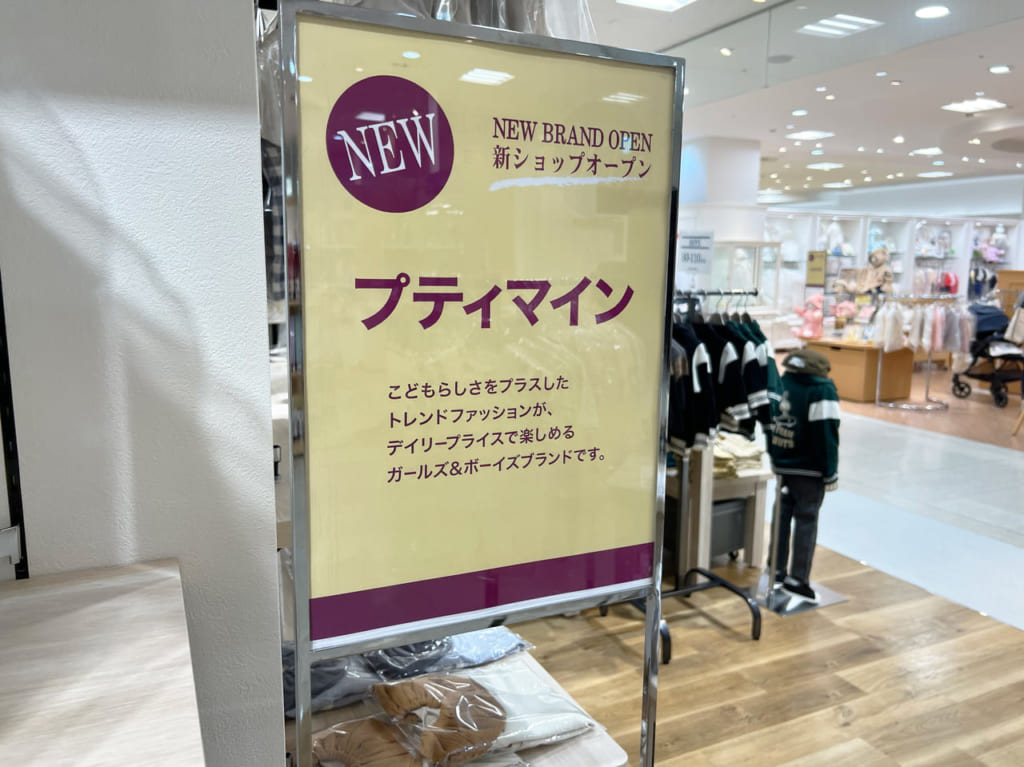 NEW
NEW BRAND OPEN
新ショップオープン
プティマイン
こどもらしさをプラスした
トレンドファッションが、
デイリープライスで楽しめる
ガールズ&ボーイズブランドです。